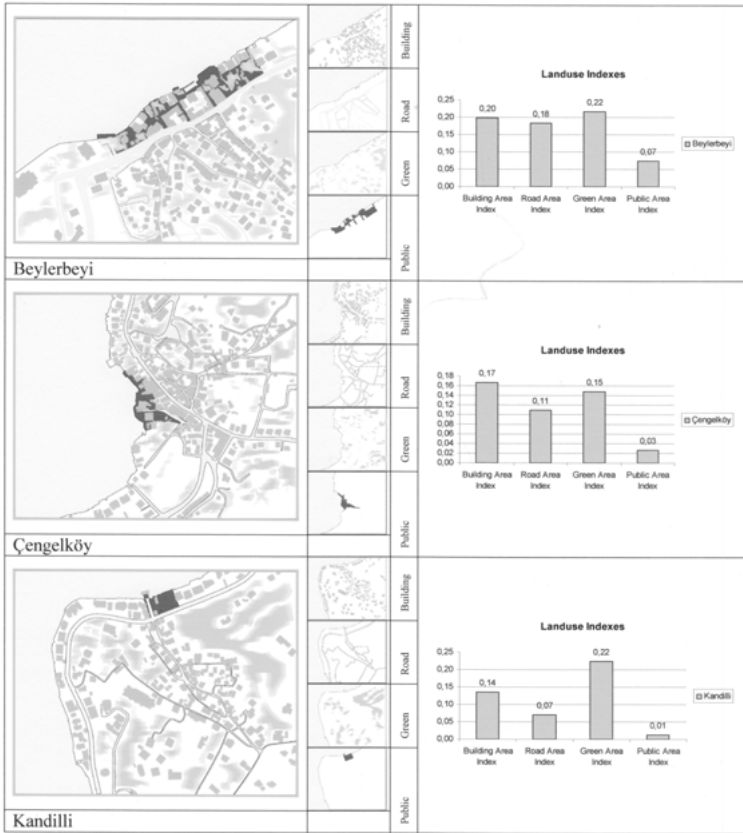 Building
Road
Green
Public
Beylerbeyi
Landuse Indexes
0,25
0,20
0,15
0,10
0,05
0,00
0,20
0,18
0,22
0,07
Building Area Index
Road Area Index
Green Area Index
Public Area Index
Beylerbeyi
Building
Road
Green
Public
Çengelköy
Landuse Indexes
0,18
0,16
0,14
0,12
0,10
0,08
0,06
0,04
0,02
0,00
0,17
0,11
0,15
0,03
Building Area Index
Road Area Index
Green Area Index
Public Area Index
Çengelköy
Building
Road
Green
Public
Kandilli
Landuse Indexes
0,25
0,20
0,15
0,10
0,05
0,00
0,14
0,07
0,22
0,01
Building Area Index
Road Area Index
Green Area Index
Public Area Index
Kandilli